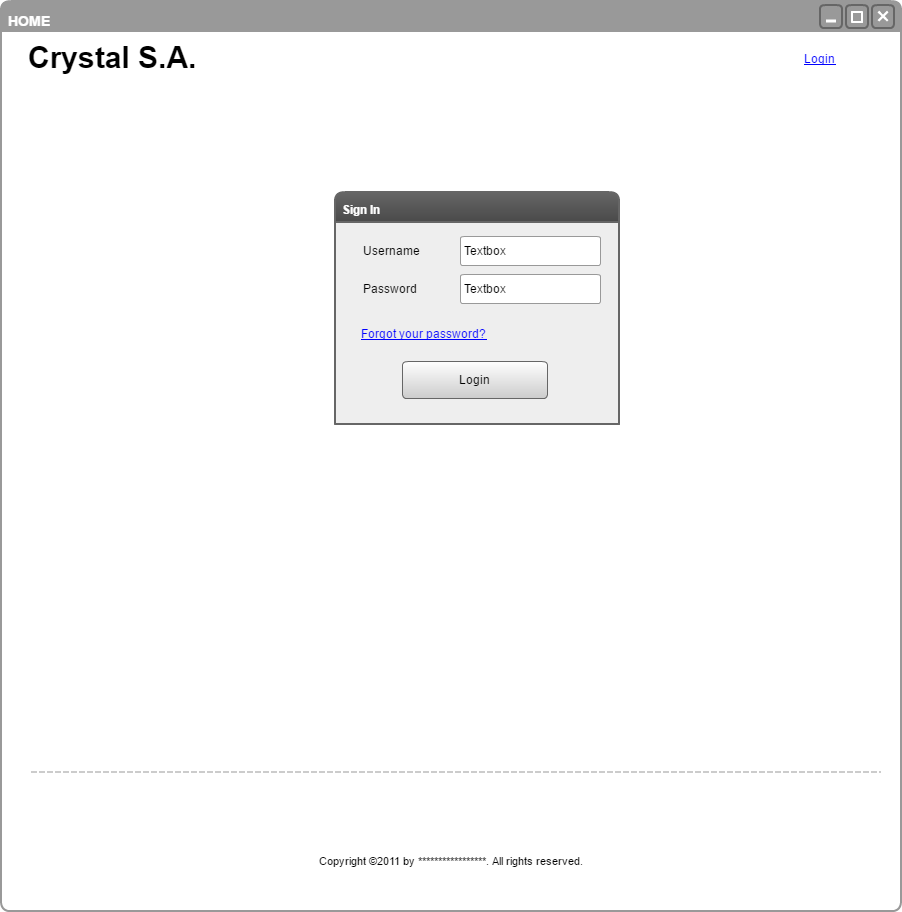 HOME
Crystal S.A.
Login
Sign In
Username Textbox
Password Textbox
Forgot your password?
Login
Copyright ©2011 by *****************. All rights reserved.